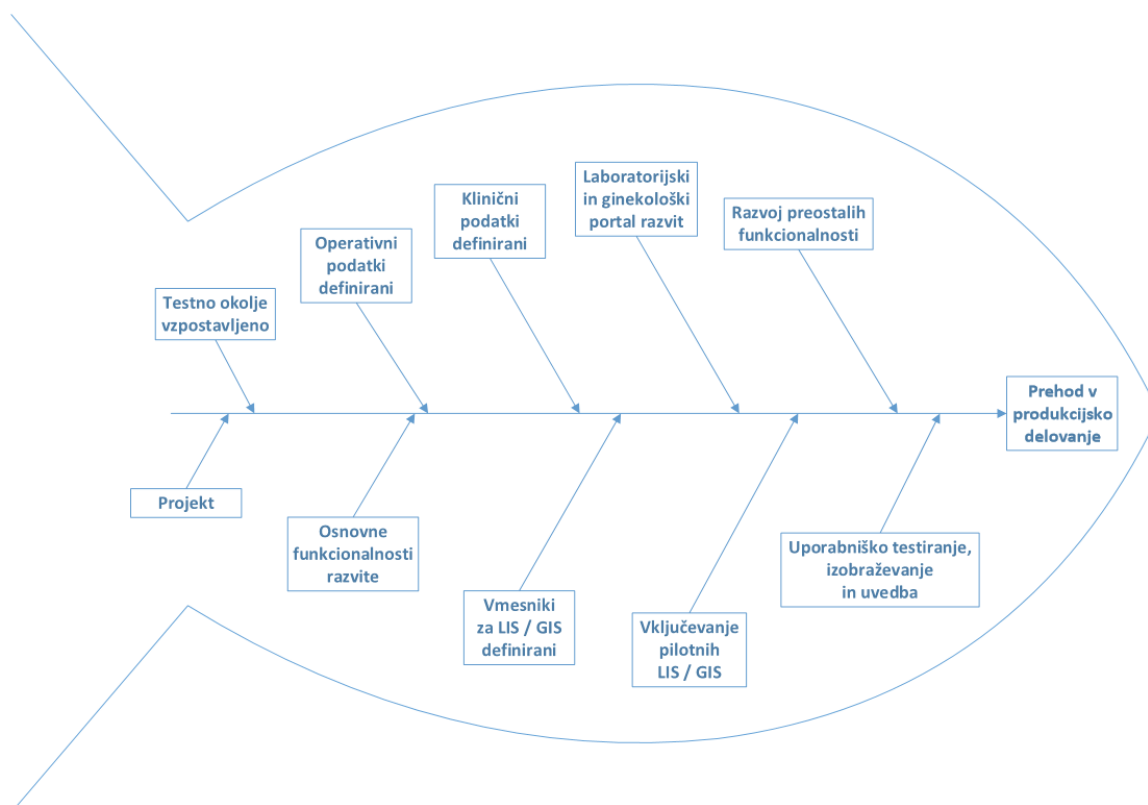 Laboratorijski
in ginekološki
portal razvit
Klinični
podatki
definirani
Razvoj preostalih
funkcionalnosti
Operativni
podatki
definirani
Testno okolje
vzpostavljeno
Prehod v
produkcijsko
delovanje
Projekt
Osnovne
funkcionalnosti
razvite
Uporabniško testiranje,
izobraževanje
in uvedba
Vmesniki
za LIS / GIS
definirani
Vključevanje
pilotnih
LIS / GIS